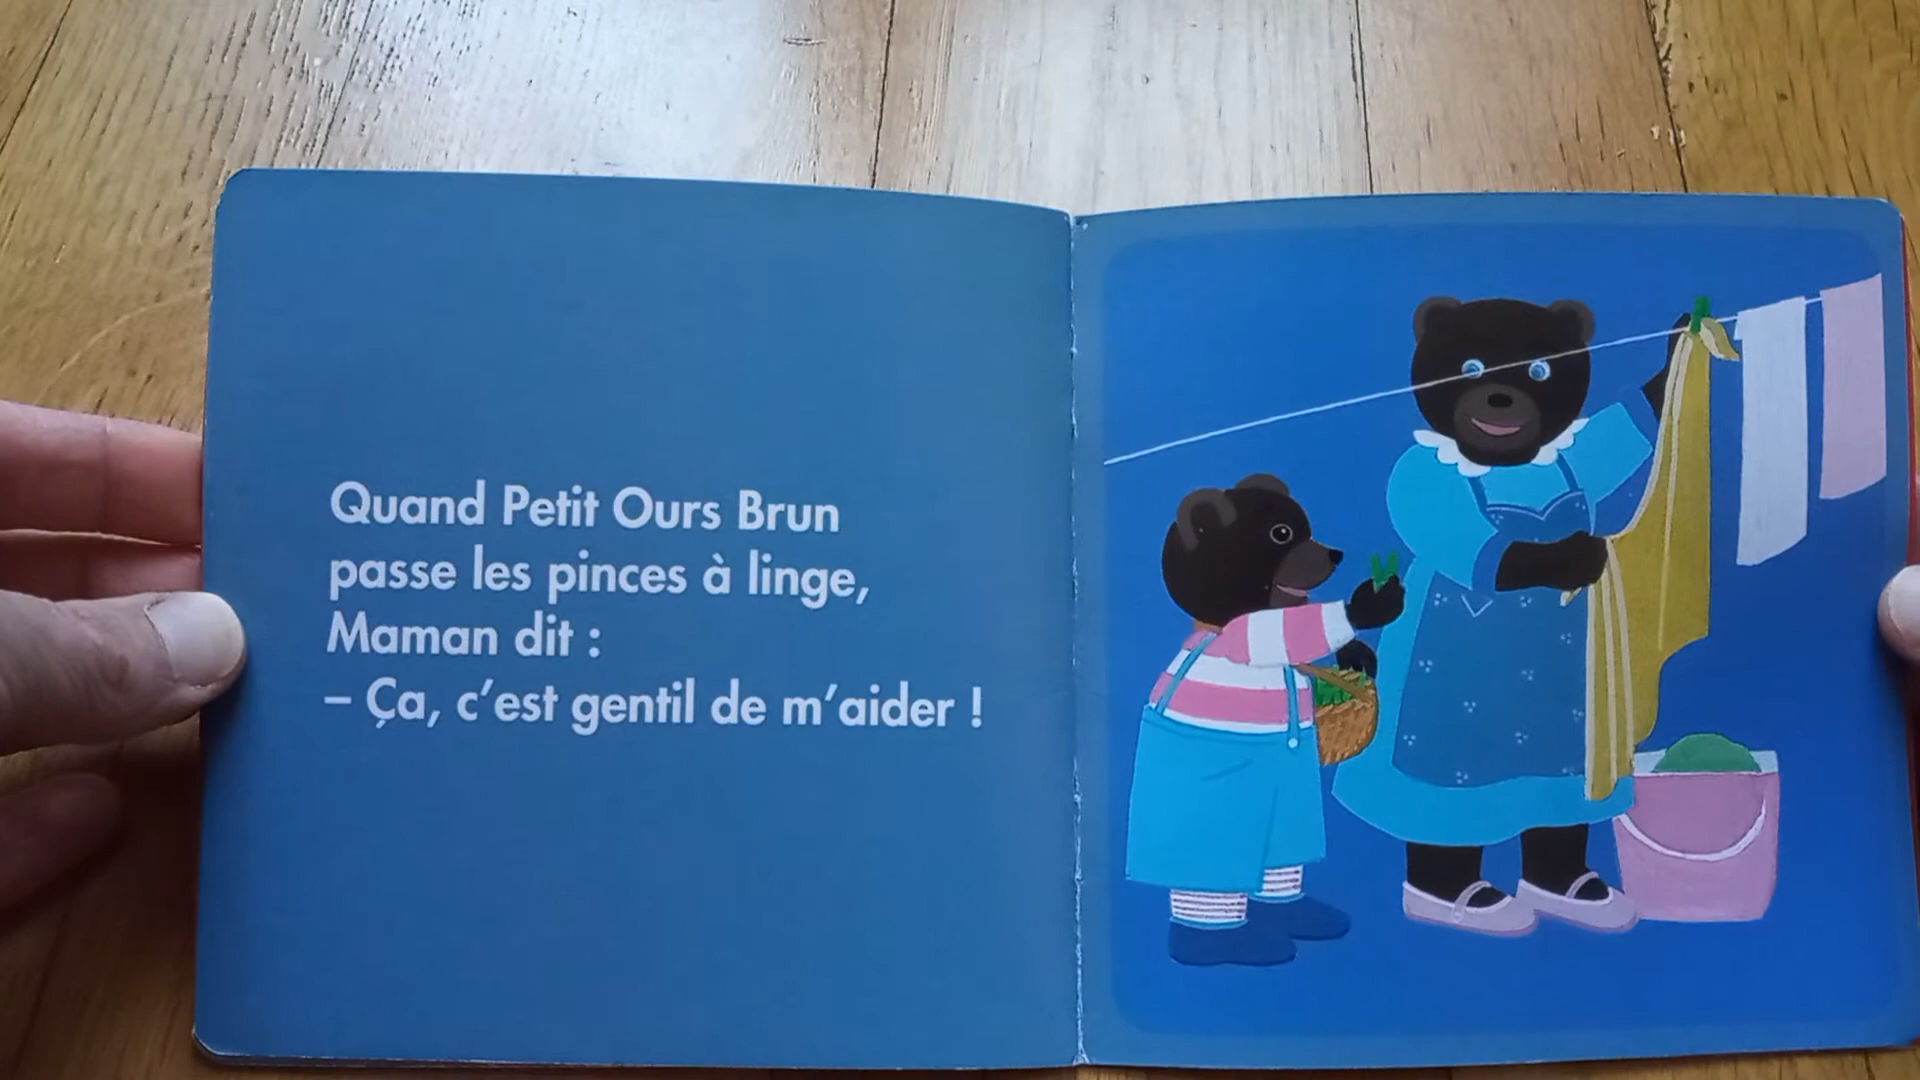 Quand Petit Ours Brun
passe les pinces à linge,
Maman dit :
– Ça, c’est gentil de m’aider !